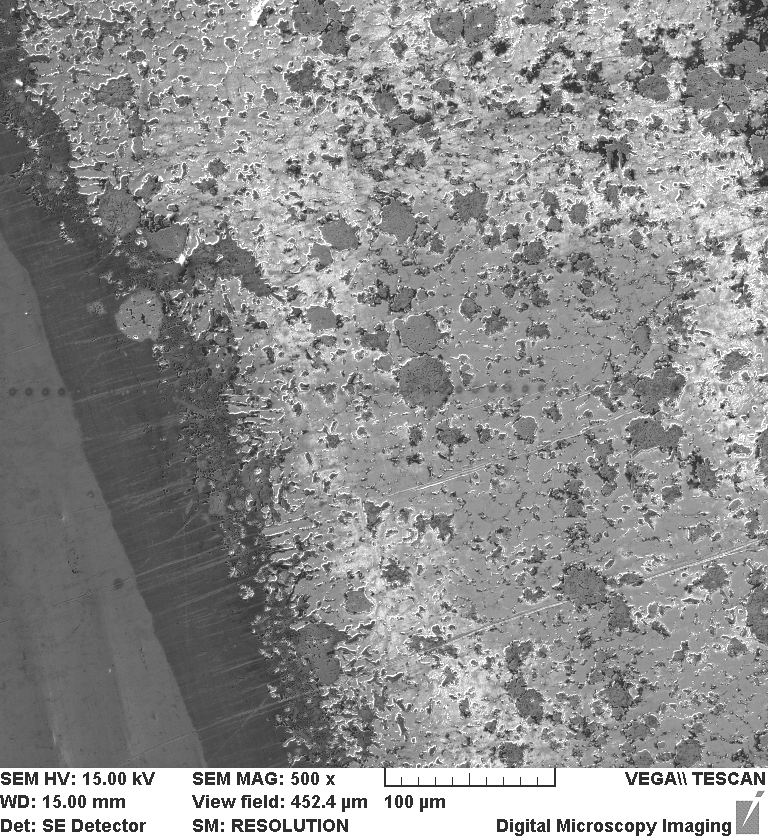 SEM HV: 15.00 kV SEM MAG: 500 x VEGA\\ TESCAN
WD: 15.00 mm View field: 452.4 µm 100 µm
Det: SE Detector SM: RESOLUTION Digital Microscopy Imaging